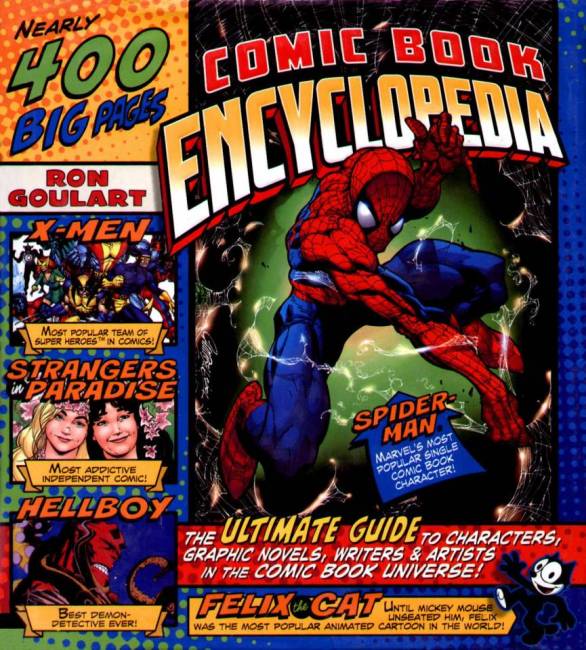 NEARLY
400
BIG PAGES
COMIC BOOK
ENCYCLOPEDIA
RON
GOULART
X-MEN
MOST POPULAR TEAM OF
SUPER HEROES™ IN COMICS!
STRANGERS
in PARADISE
MOST ADDICTIVE
INDEPENDENT COMIC!
HELLBOY
BEST DEMON-
DETECTIVE EVER!
SPIDER-
MAN
MARVEL'S MOST
POPULAR SINGLE
COMIC BOOK
CHARACTER!
THE ULTIMATE GUIDE TO CHARACTERS,
GRAPHIC NOVELS, WRITERS & ARTISTS
IN THE COMIC BOOK UNIVERSE!
FELIX the CAT UNTIL MICKEY MOUSE
UNSEATED HIM, FELIX
WAS THE MOST POPULAR ANIMATED CARTOON IN THE WORLD!